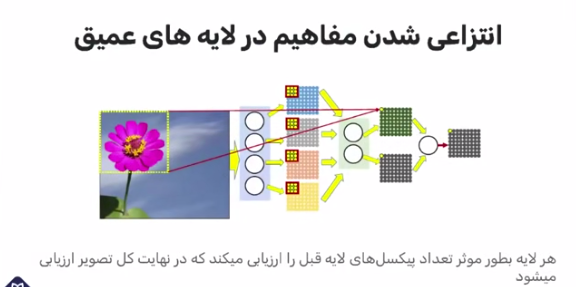 انتزاعی شدن مفاهیم در لایه های عمیق
هر لایه بطور موثر تعداد پیکسل‌های لایه قبل را ارزیابی میکند که در نهایت کل تصویر ارزیابی
میشود